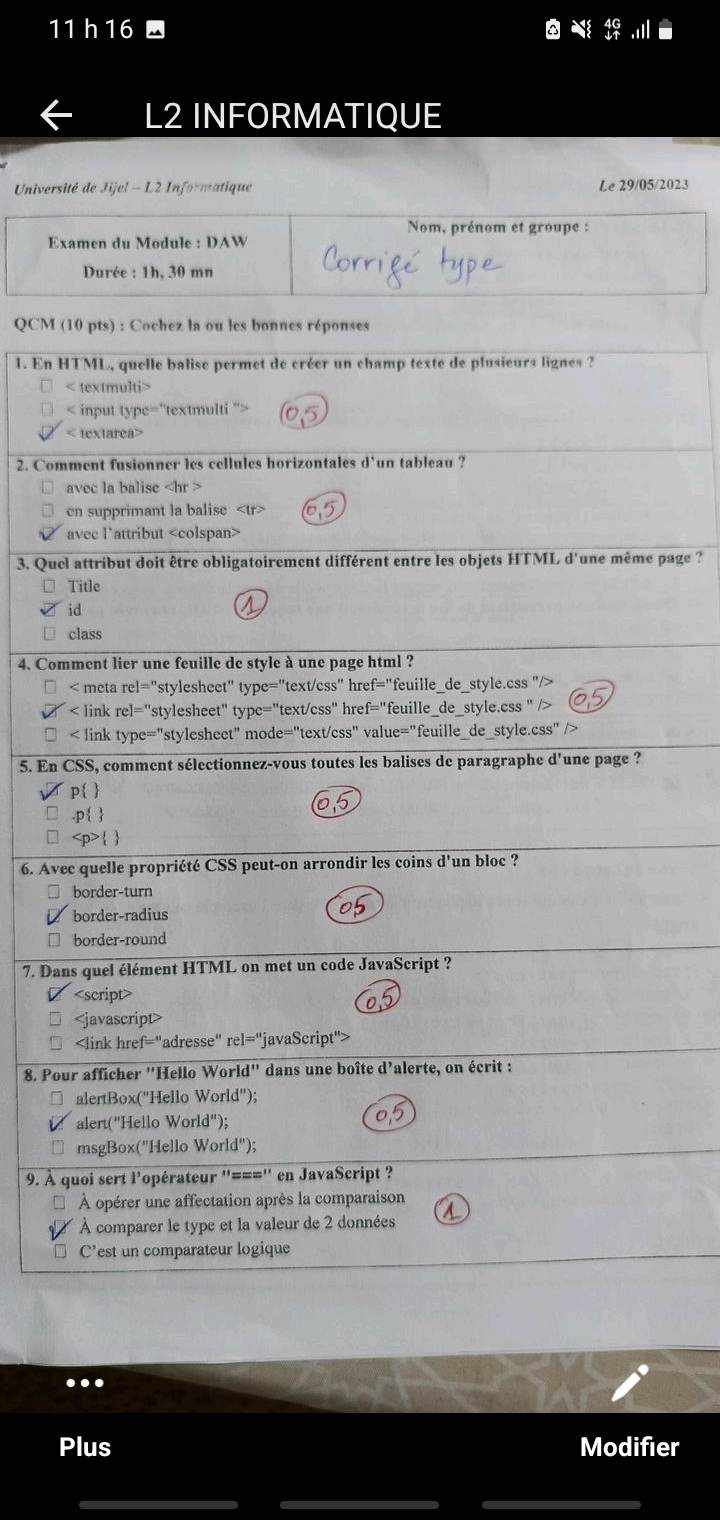 11 h 16
4G
L2 INFORMATIQUE
Université de Jijel – L2 Informatique
Le 29/05/2023
Examen du Module : DAW
Durée : 1h, 30 mn
Nom, prénom et groupe :
Corrigé type
QCM (10 pts) : Cochez la ou les bonnes réponses
1. En HTML, quelle balise permet de créer un champ texte de plusieurs lignes ?
< textmulti>
< input type="textmulti ">
0,5
< textarea>
2. Comment fusionner les cellules horizontales d'un tableau ?
avec la balise <hr >
en supprimant la balise <tr>
0,5
avec l'attribut <colspan>
3. Quel attribut doit être obligatoirement différent entre les objets HTML d'une même page ?
Title
id
1
class
4. Comment lier une feuille de style à une page html ?
< meta rel="stylesheet" type="text/css" href="feuille_de_style.css "/>
< link rel="stylesheet" type="text/css" href="feuille_de_style.css " />
0,5
< link type="stylesheet" mode="text/css" value="feuille_de_style.css" />
5. En CSS, comment sélectionnez-vous toutes les balises de paragraphe d'une page ?
p{ }
0,5
.p{ }
<p>{ }
6. Avec quelle propriété CSS peut-on arrondir les coins d'un bloc ?
border-turn
border-radius
05
border-round
7. Dans quel élément HTML on met un code JavaScript ?
<script>
0,5
<javascript>
<link href="adresse" rel="javaScript">
8. Pour afficher "Hello World" dans une boîte d'alerte, on écrit :
alertBox("Hello World");
alert("Hello World");
0,5
msgBox("Hello World");
9. À quoi sert l'opérateur "===" en JavaScript ?
À opérer une affectation après la comparaison
1
À comparer le type et la valeur de 2 données
C'est un comparateur logique
Plus
Modifier